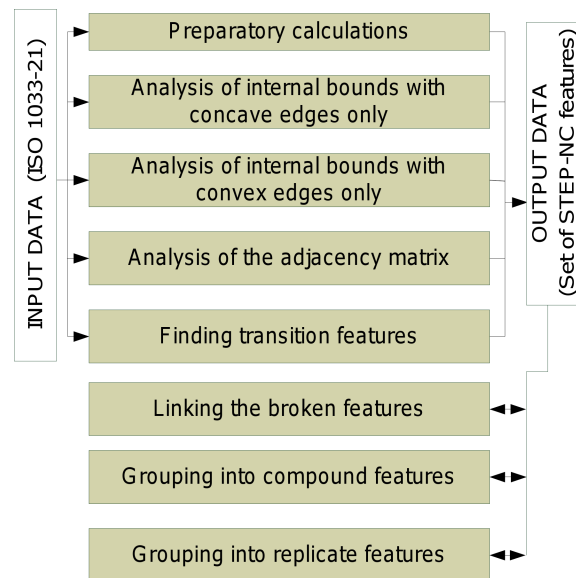 INPUT DATA (ISO 1033-21)
Preparatory calculations
Analysis of internal bounds with
concave edges only
Analysis of internal bounds with
convex edges only
Analysis of the adjacency matrix
Finding transition features
Linking the broken features
Grouping into compound features
Grouping into replicate features
OUTPUT DATA
(Set of STEP-NC features)